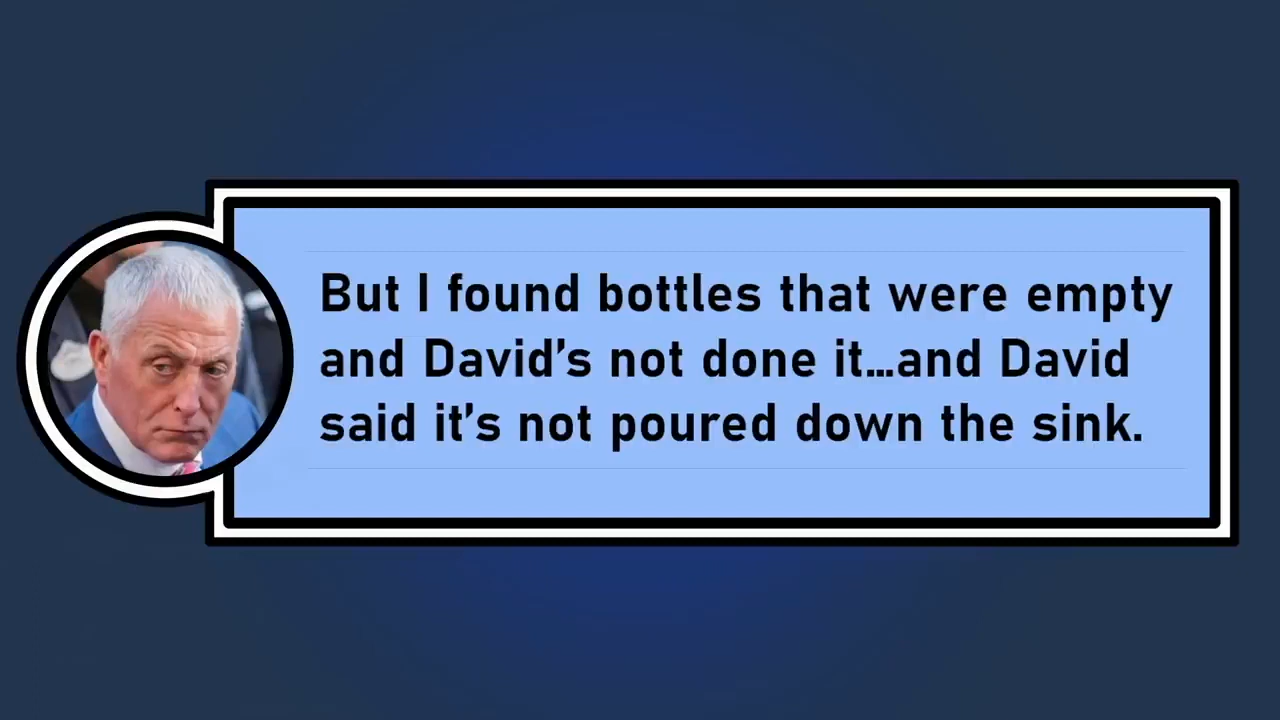 But I found bottles that were empty
and David's not done it...and David
said it's not poured down the sink.